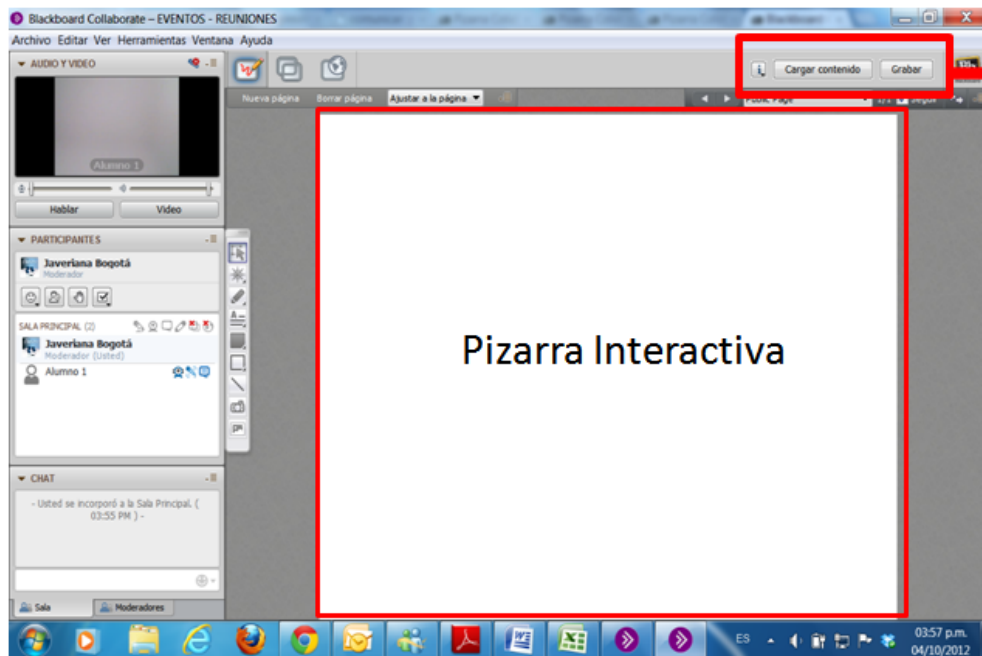 Blackboard Collaborate – EVENTOS - REUNIONES
Archivo Editar Ver Herramientas Ventana Ayuda
AUDIO Y VIDEO
Alumno 1
Hablar
Video
PARTICIPANTES
Javeriana Bogotá
Moderador
SALA PRINCIPAL (2)
Javeriana Bogotá
Moderador (Usted)
Alumno 1
CHAT
- Usted se incorporó a la Sala Principal. (
03:55 PM ) -
Sala
Moderadores
Cargar contenido
Grabar
Nueva página
Borrar página
Ajustar a la página
Public Page
Pizarra Interactiva
ES
03:57 p.m.
04/10/2012